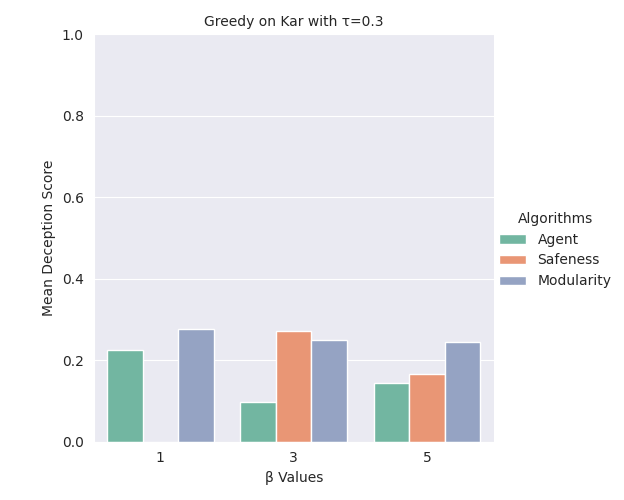 Greedy on Kar with τ=0.3
1.0
0.8
0.6
0.4
0.2
0.0
Mean Deception Score
1 3 5
β Values
Algorithms
Agent
Safeness
Modularity